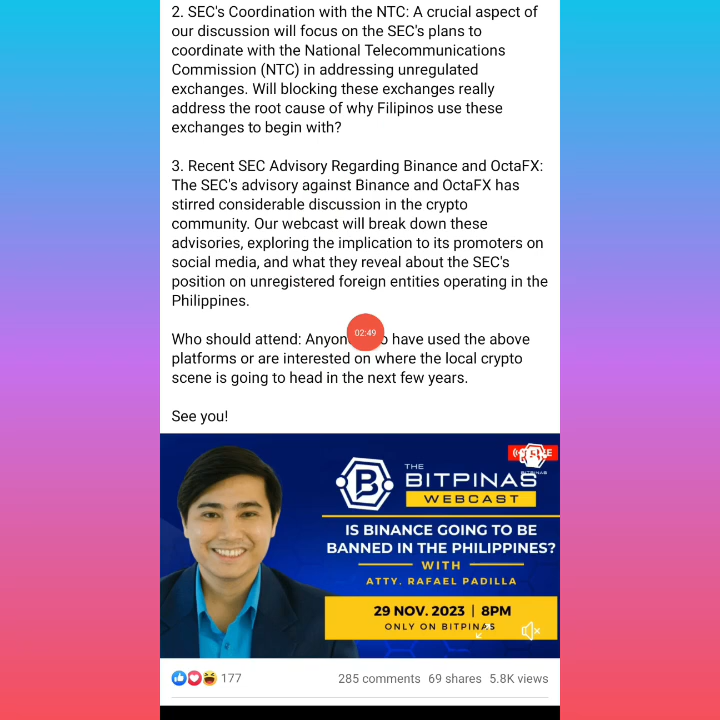 2. SEC's Coordination with the NTC: A crucial aspect of
our discussion will focus on the SEC's plans to
coordinate with the National Telecommunications
Commission (NTC) in addressing unregulated
exchanges. Will blocking these exchanges really
address the root cause of why Filipinos use these
exchanges to begin with?
3. Recent SEC Advisory Regarding Binance and OctaFX:
The SEC's advisory against Binance and OctaFX has
stirred considerable discussion in the crypto
community. Our webcast will break down these
advisories, exploring the implication to its promoters on
social media, and what they reveal about the SEC's
position on unregistered foreign entities operating in the
Philippines.
02:49
Who should attend: have used the above
platforms or are interested on where the local crypto
scene is going to head in the next few years.
See you!
THE
BITPINAS
WEBCAST
BITPINAS
IS BINANCE GOING TO BE
BANNED IN THE PHILIPPINES?
WITH
ATTY. RAFAEL PADILLA
29 NOV. 2023 | 8PM
ONLY ON BITPINAS
177
285 comments 69 shares 5.8K views